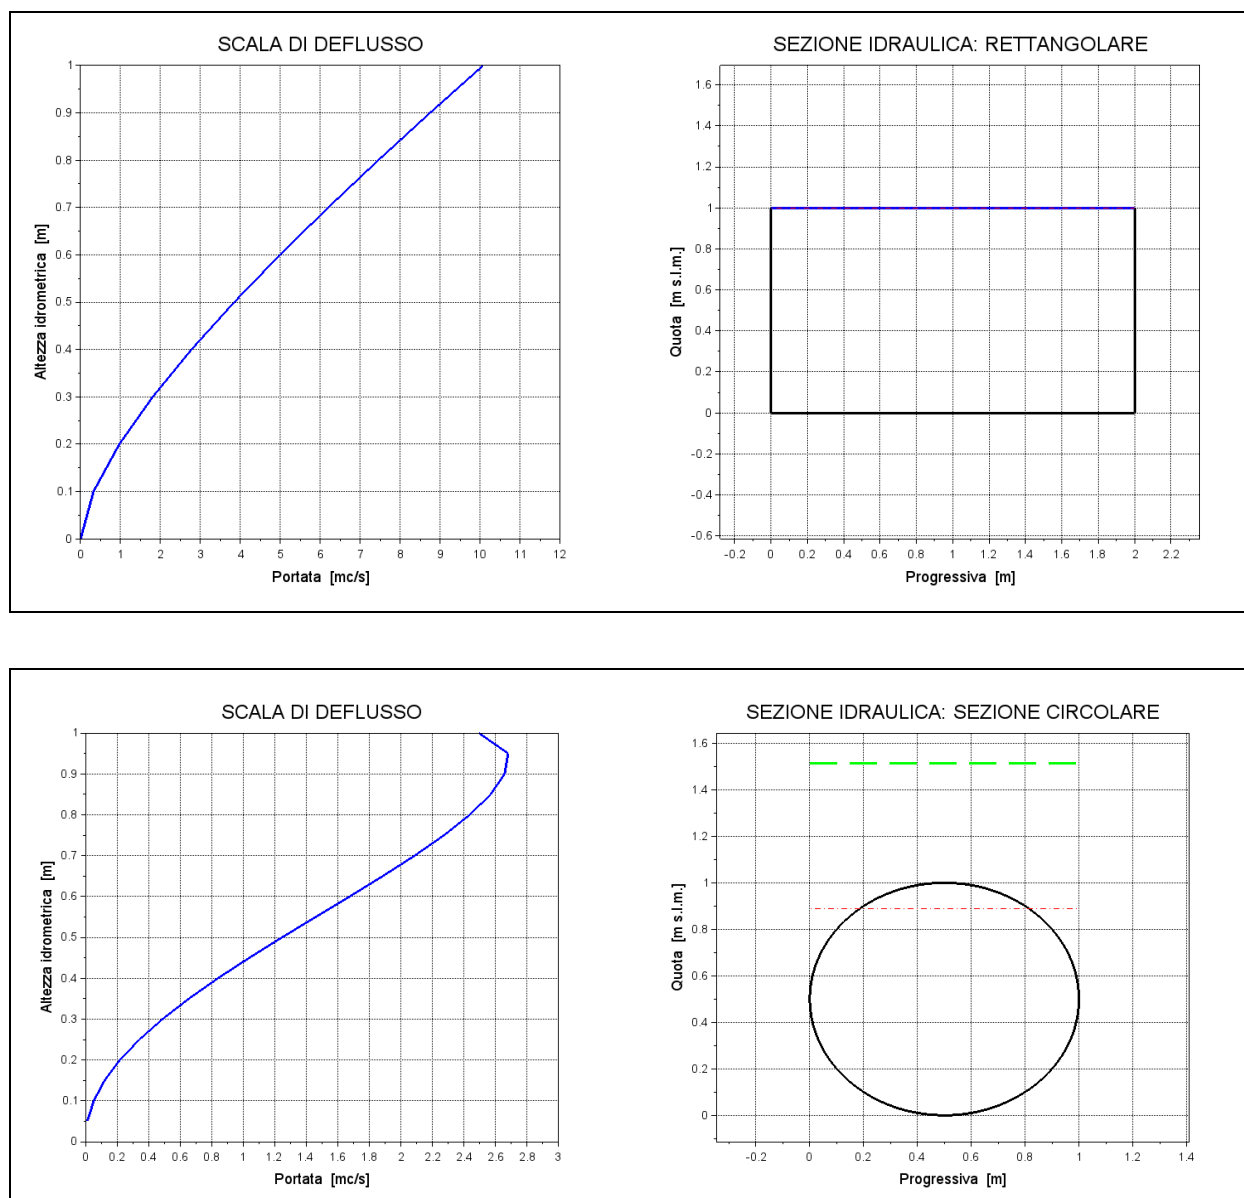 SCALA DI DEFLUSSO
1
0.9
0.8
0.7
0.6
0.5
0.4
0.3
0.2
0.1
0
Altezza idrometrica [m]
0 1 2 3 4 5 6 7 8 9 10 11 12
Portata [mc/s]
SEZIONE IDRAULICA: RETTANGOLARE
1.6
1.4
1.2
1
0.8
0.6
0.4
0.2
0
-0.2
-0.4
-0.6
Quota [m s.l.m.]
-0.2 0 0.2 0.4 0.6 0.8 1 1.2 1.4 1.6 1.8 2 2.2
Progressiva [m]
SCALA DI DEFLUSSO
1
0.9
0.8
0.7
0.6
0.5
0.4
0.3
0.2
0.1
0
Altezza idrometrica [m]
0 0.2 0.4 0.6 0.8 1 1.2 1.4 1.6 1.8 2 2.2 2.4 2.6 2.8 3
Portata [mc/s]
SEZIONE IDRAULICA: SEZIONE CIRCOLARE
1.6
1.4
1.2
1
0.8
0.6
0.4
0.2
0
Quota [m s.l.m.]
-0.2 0 0.2 0.4 0.6 0.8 1 1.2 1.4
Progressiva [m]